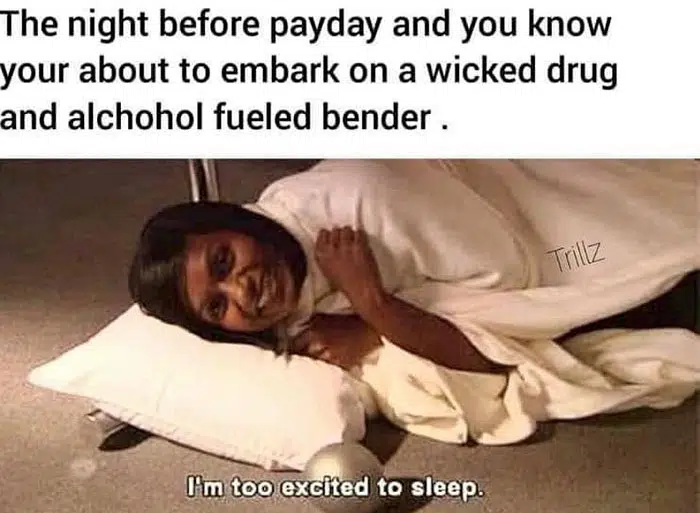 The night before payday and you know
your about to embark on a wicked drug
and alchohol fueled bender .
Trillz
I'm too excited to sleep.